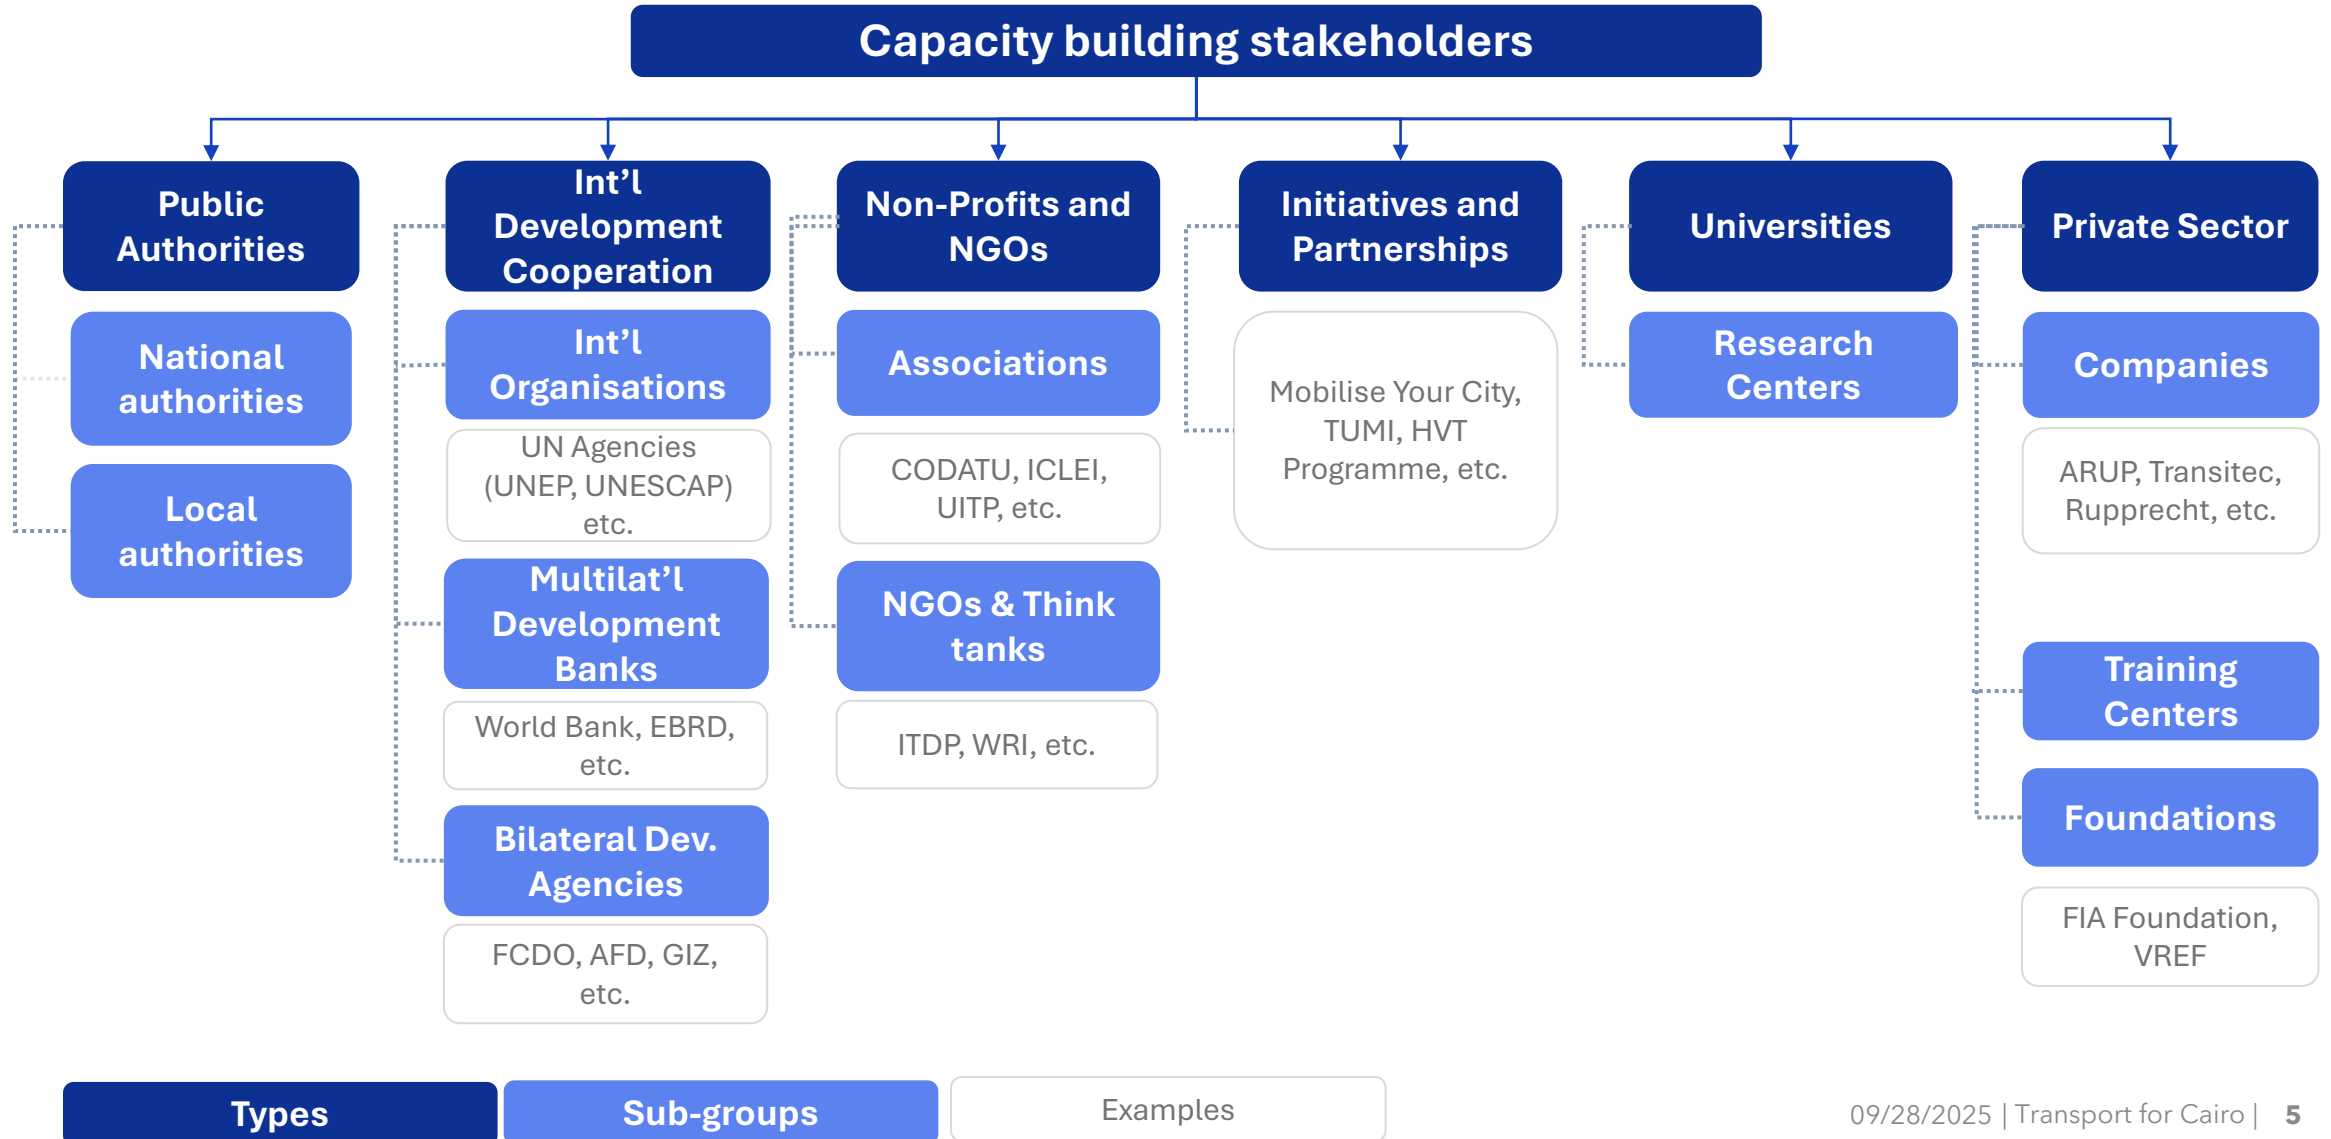 Capacity building stakeholders
Public
Authorities
National
authorities
Local
authorities
Int’l
Development
Cooperation
Int’l
Organisations
UN Agencies
(UNEP, UNESCAP)
etc.
Multilat’l
Development
Banks
World Bank, EBRD,
etc.
Bilateral Dev.
Agencies
FCDO, AFD, GIZ,
etc.
Non-Profits and
NGOs
Associations
CODATU, ICLEI,
UITP, etc.
NGOs & Think
tanks
ITDP, WRI, etc.
Initiatives and
Partnerships
Mobilise Your City,
TUMI, HVT
Programme, etc.
Universities
Research
Centers
Private Sector
Companies
ARUP, Transitec,
Rupprecht, etc.
Training
Centers
Foundations
FIA Foundation,
VREF
Types
Sub-groups
Examples
09/28/2025 | Transport for Cairo | 5